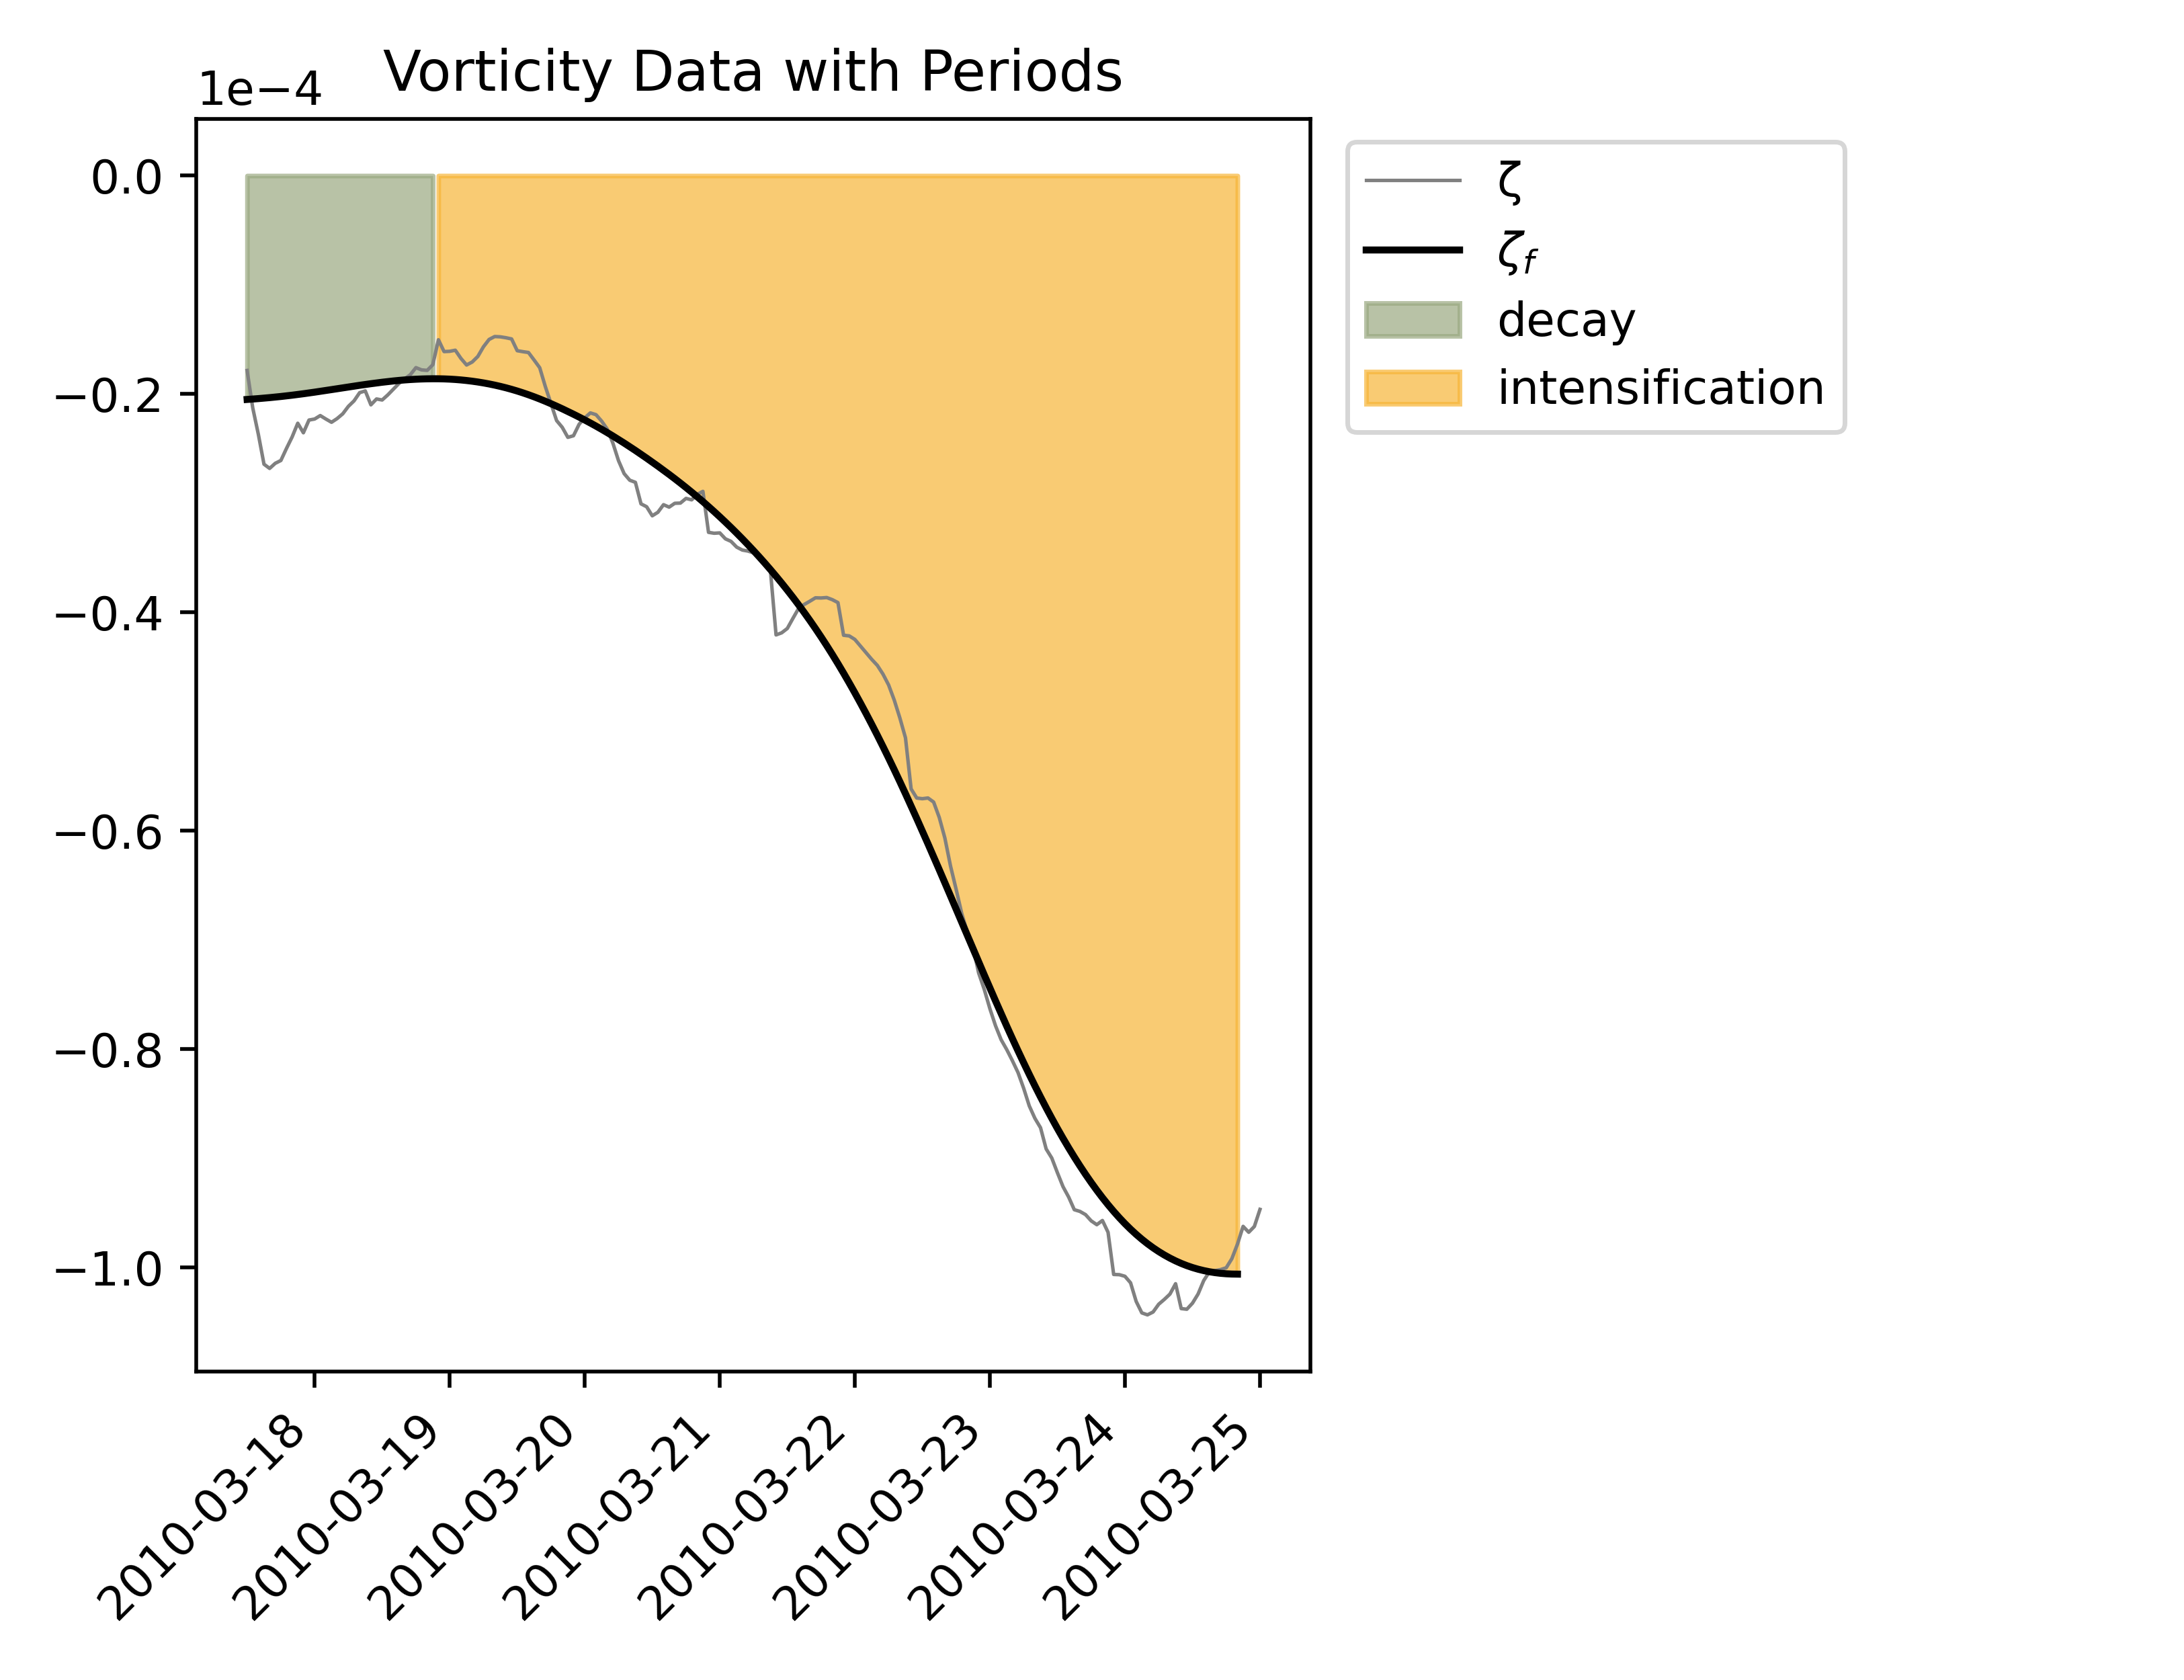 Vorticity Data with Periods
1e−4
0.0
−0.2
−0.4
−0.6
−0.8
−1.0
2010-03-18
2010-03-19
2010-03-20
2010-03-21
2010-03-22
2010-03-23
2010-03-24
2010-03-25
ζ
ζf
decay
intensification